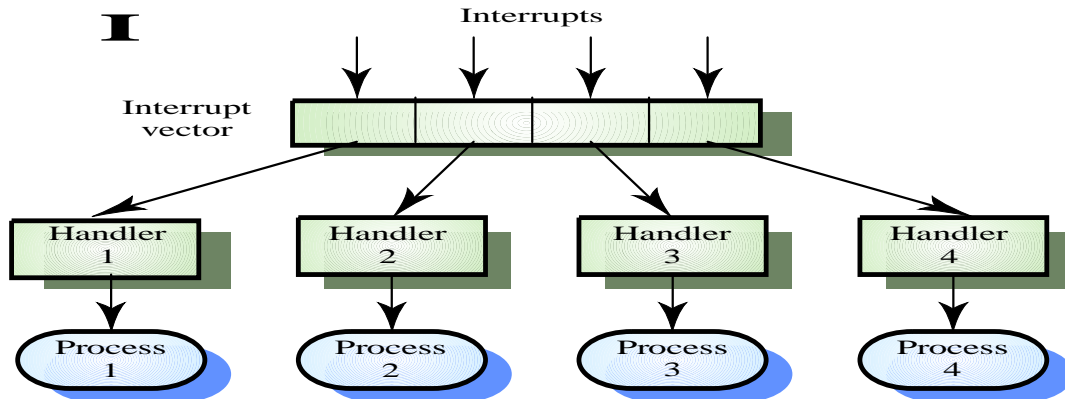 I
Interrupts
Interrupt
vector
Handler
1
Handler
2
Handler
3
Handler
4
Process
1
Process
2
Process
3
Process
4